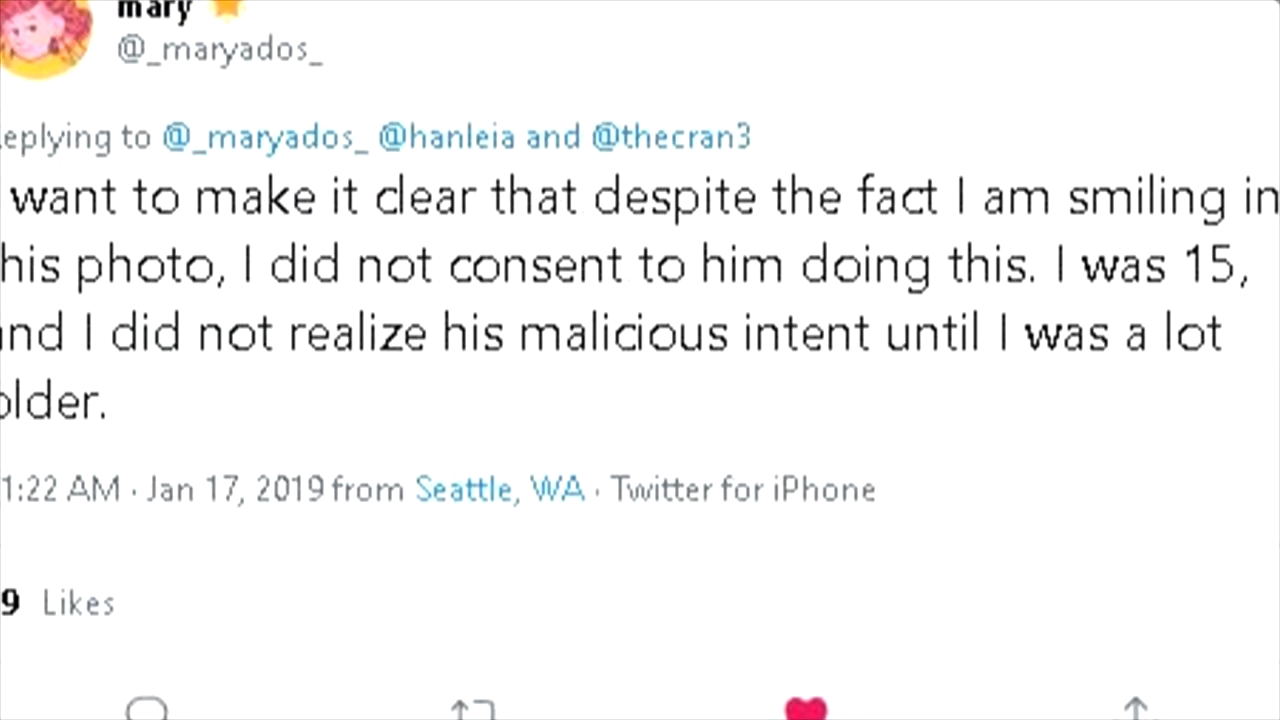 mary
@_maryados_
eplying to @_maryados_ @hanleia and @thecran3
want to make it clear that despite the fact I am smiling in
his photo, I did not consent to him doing this. I was 15,
nd I did not realize his malicious intent until I was a lot
older.
1:22 AM · Jan 17, 2019 from Seattle, WA · Twitter for iPhone
9 Likes